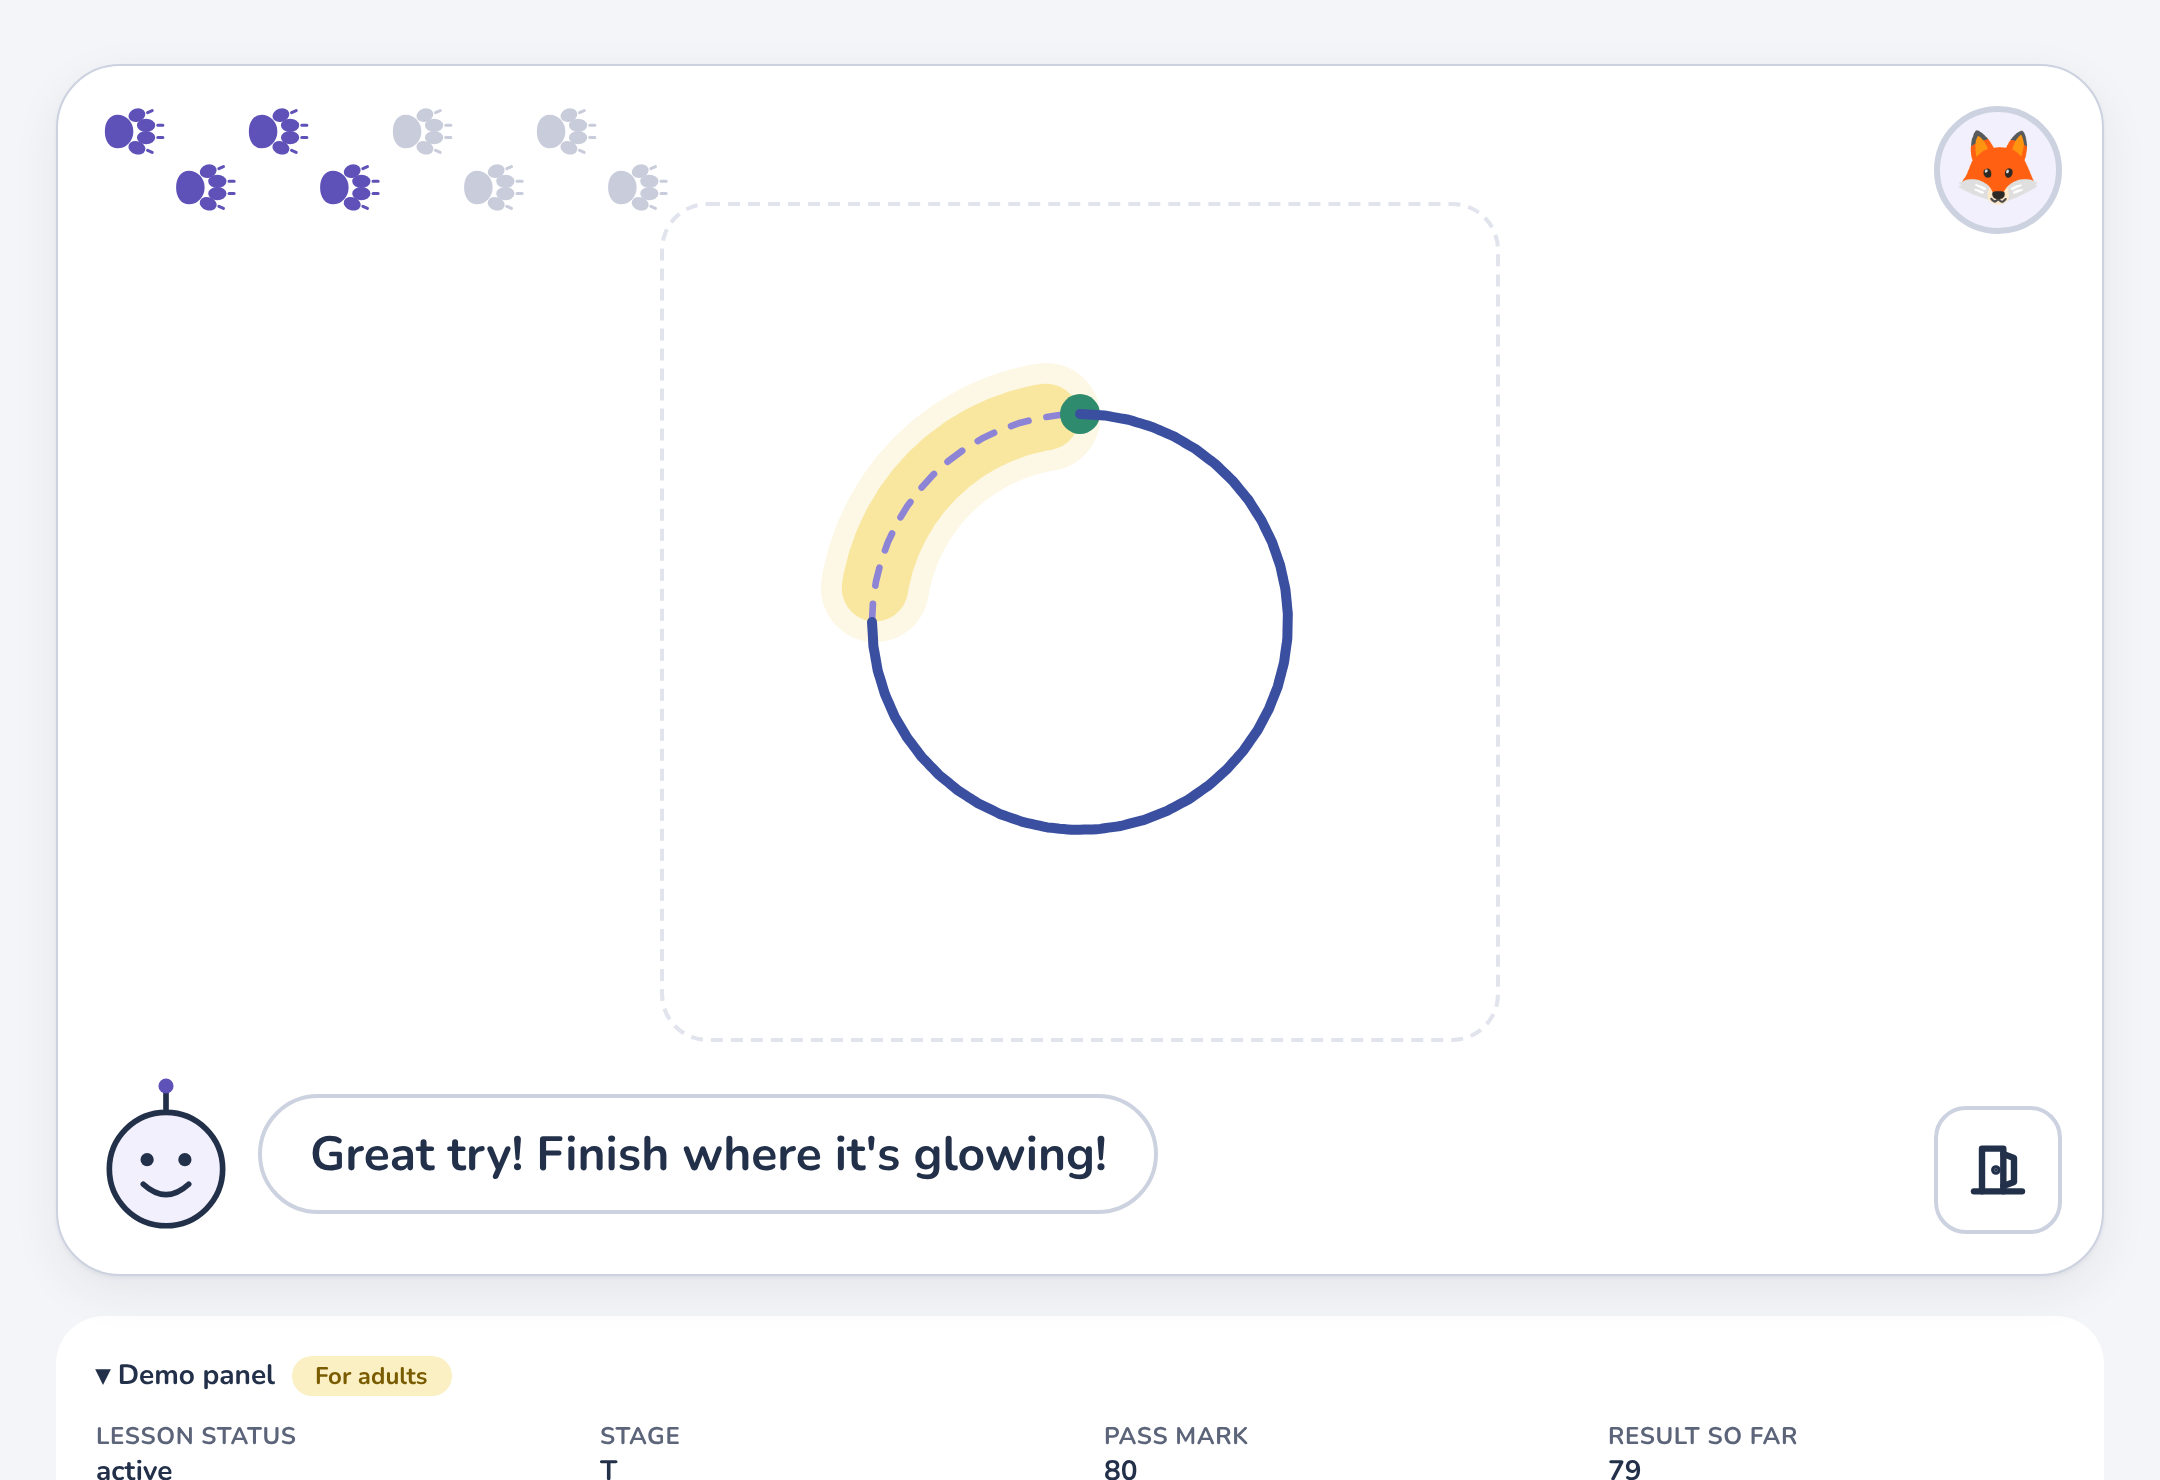 Great try! Finish where it's glowing!
▼ Demo panel For adults
LESSON STATUS STAGE PASS MARK RESULT SO FAR
active T 80 79